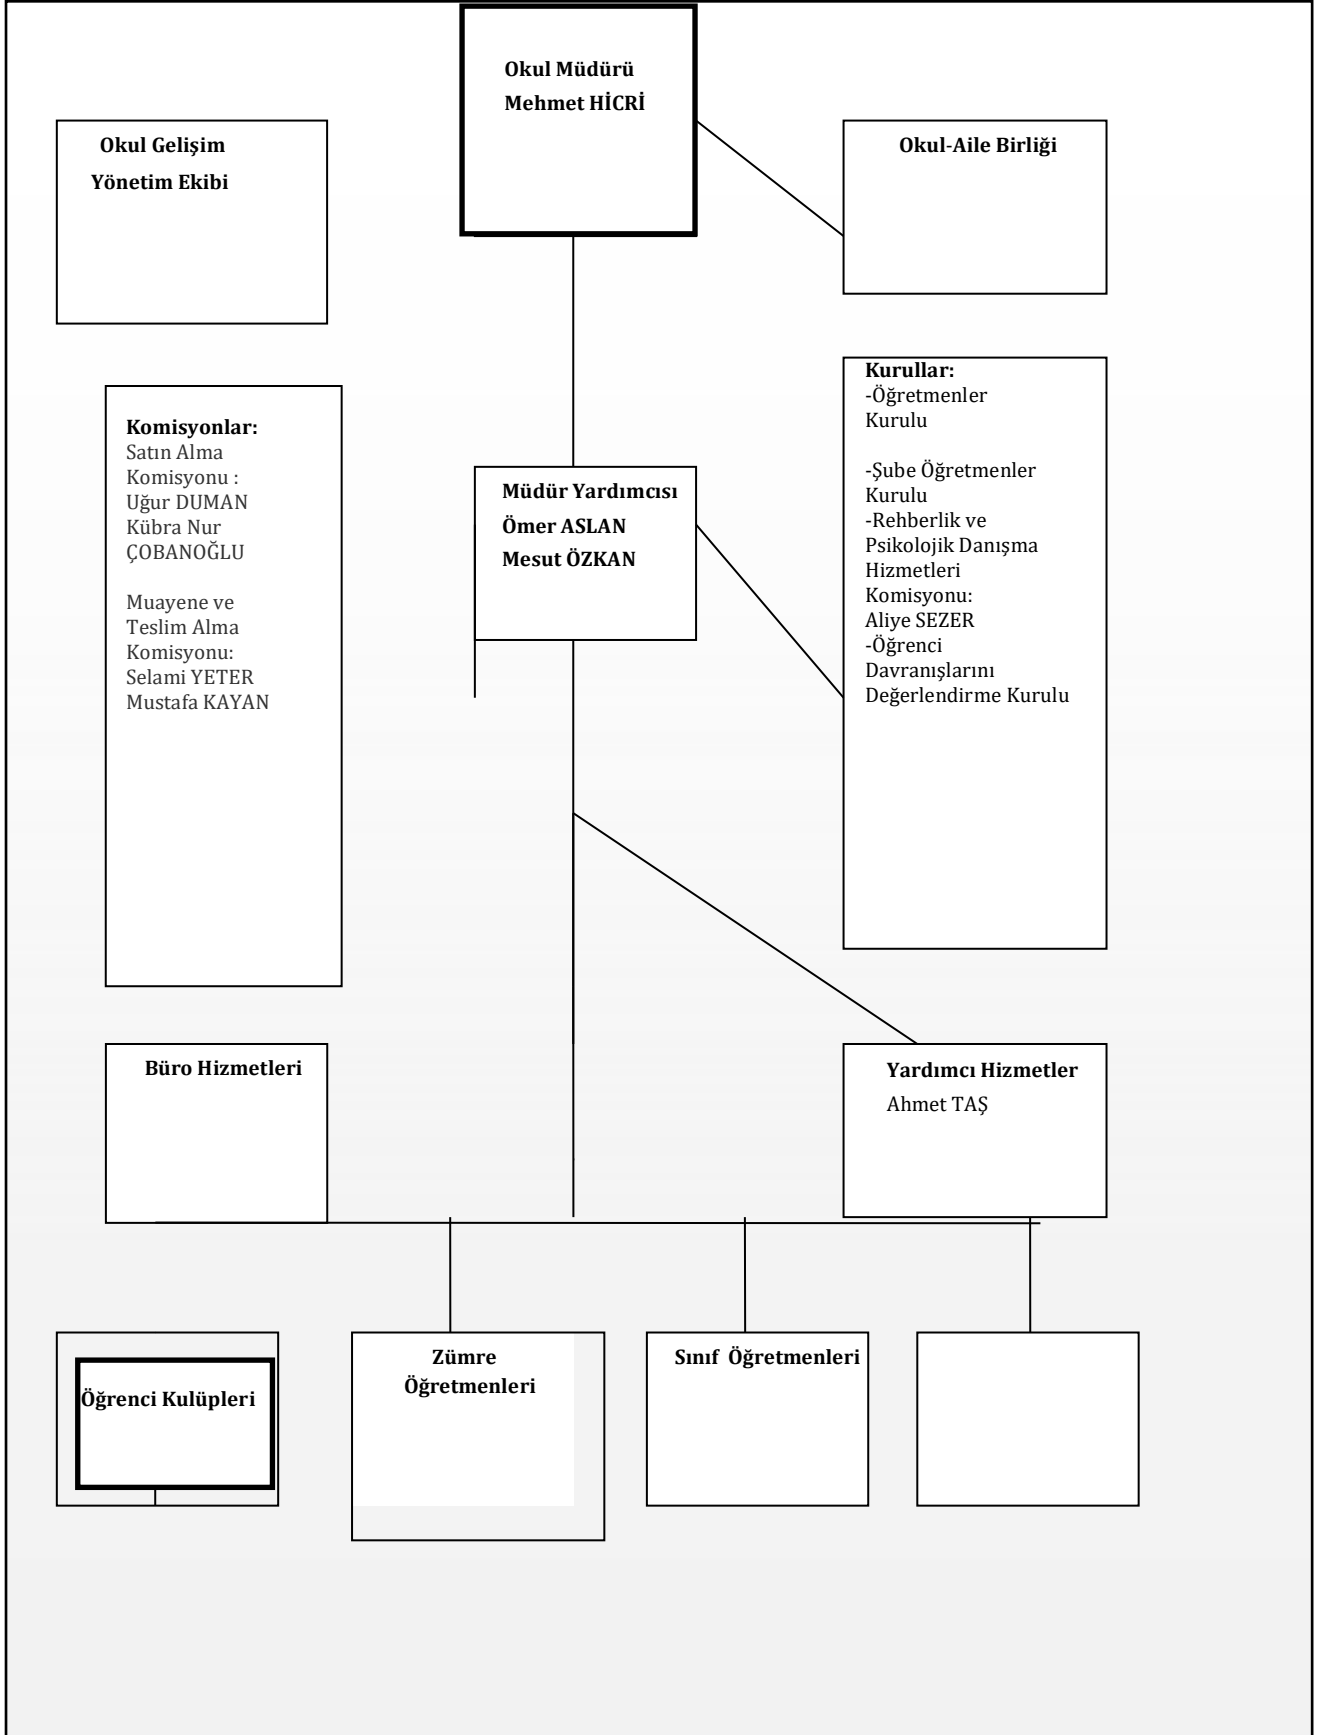 Okul Müdürü
Mehmet HİCRİ
Okul Gelişim
Yönetim Ekibi
Okul-Aile Birliği
Komisyonlar:
Satın Alma
Komisyonu :
Uğur DUMAN
Kübra Nur
ÇOBANOĞLU
Muayene ve
Teslim Alma
Komisyonu:
Selami YETER
Mustafa KAYAN
Müdür Yardımcısı
Ömer ASLAN
Mesut ÖZKAN
Kurullar:
-Öğretmenler
Kurulu
-Şube Öğretmenler
Kurulu
-Rehberlik ve
Psikolojik Danışma
Hizmetleri
Komisyonu:
Aliye SEZER
-Öğrenci
Davranışlarını
Değerlendirme Kurulu
Büro Hizmetleri
Yardımcı Hizmetler
Ahmet TAŞ
Öğrenci Kulüpleri
Zümre
Öğretmenleri
Sınıf  Öğretmenleri